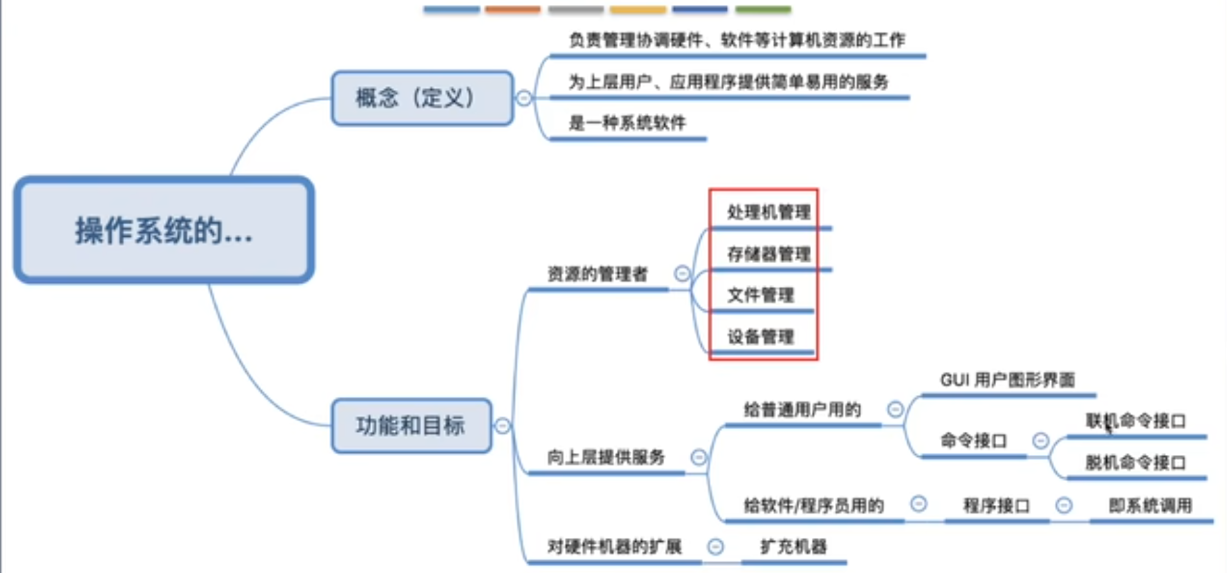 负责管理协调硬件、软件等计算机资源的工作
概念（定义）
为上层用户、应用程序提供简单易用的服务
是一种系统软件
操作系统的...
资源的管理者
处理机管理
存储器管理
文件管理
设备管理
功能和目标
向上层提供服务
给普通用户用的
GUI 用户图形界面
命令接口
联机命令接口
脱机命令接口
给软件/程序员用的
程序接口
即系统调用
对硬件机器的扩展
扩充机器